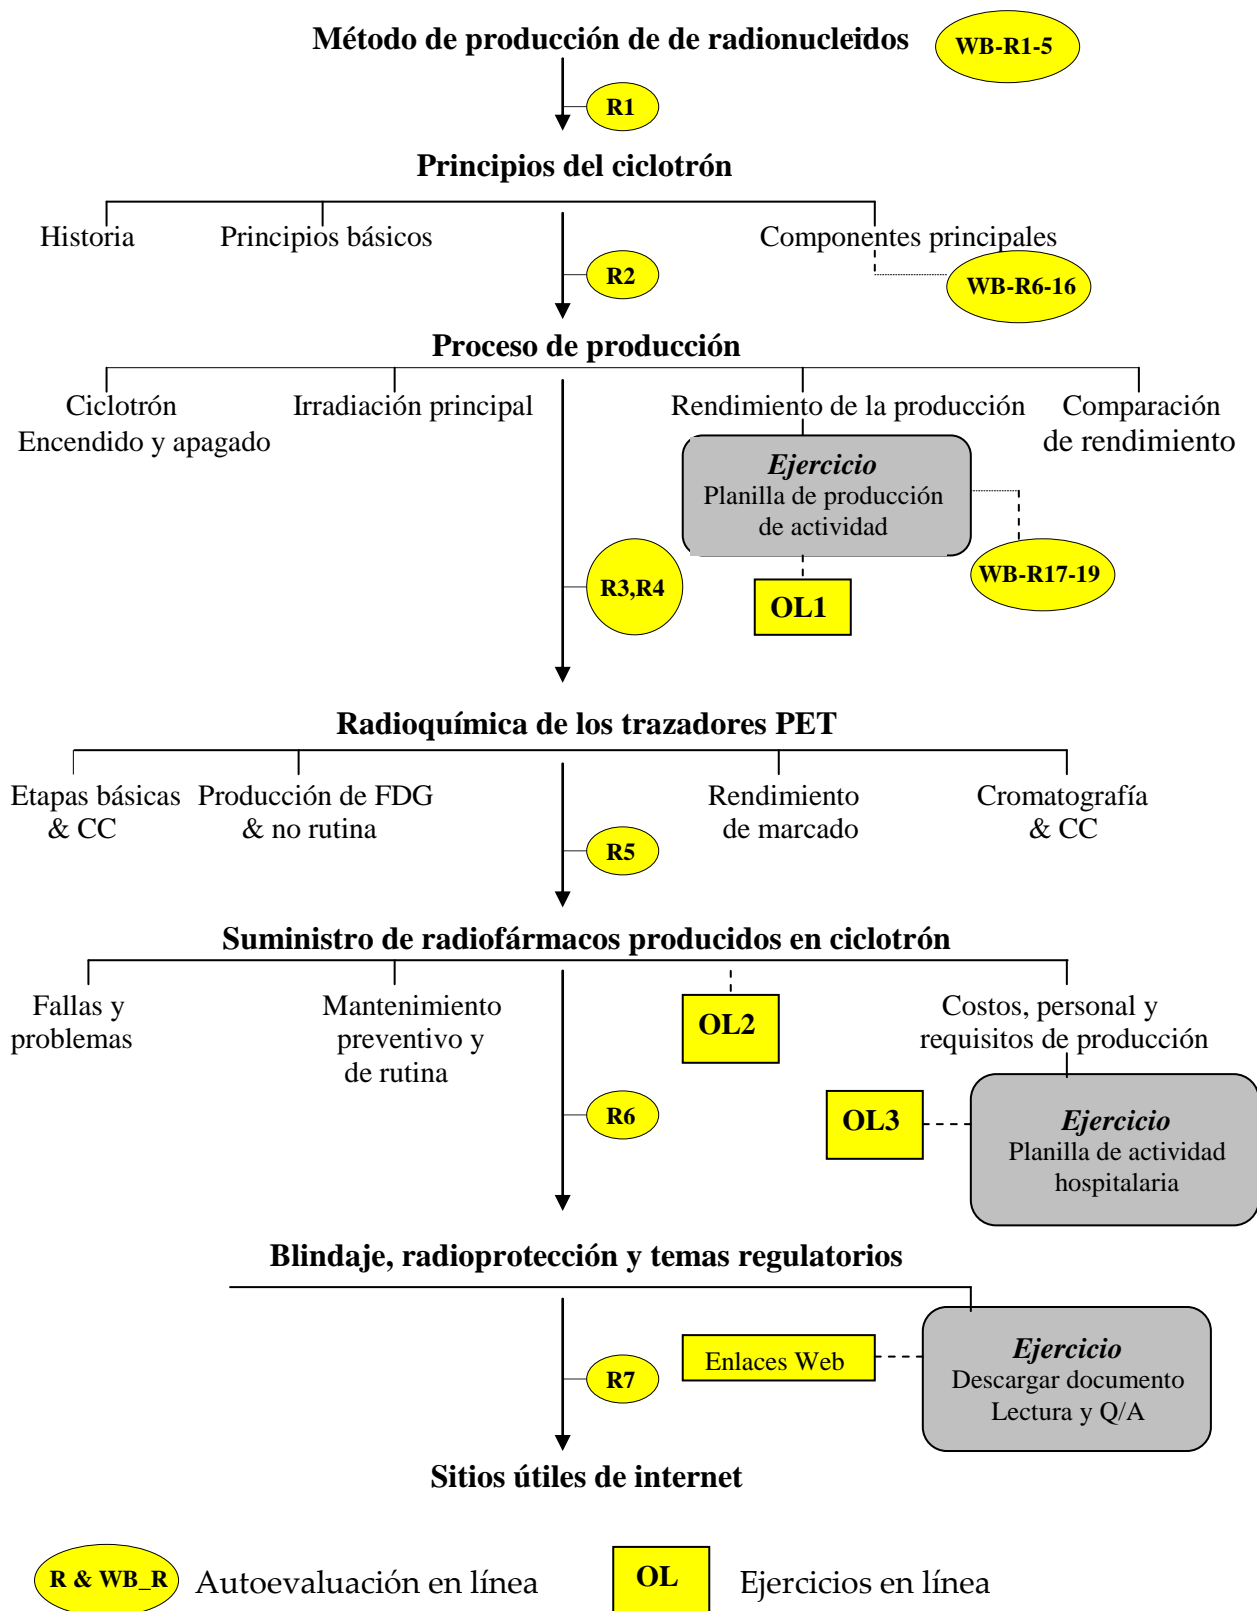 Método de producción de de radionucleidos
WB-R1-5
R1
Principios del ciclotrón
Historia
Principios básicos
Componentes principales
R2
WB-R6-16
Proceso de producción
Ciclotrón
Encendido y apagado
Irradiación principal
Rendimiento de la producción
Comparación
de rendimiento
Ejercicio
Planilla de producción
de actividad
R3,R4
OL1
WB-R17-19
Radioquímica de los trazadores PET
Etapas básicas
& CC
Producción de FDG
& no rutina
Rendimiento
de marcado
Cromatografía
& CC
R5
Suministro de radiofármacos producidos en ciclotrón
Fallas y
problemas
Mantenimiento
preventivo y
de rutina
OL2
Costos, personal y
requisitos de producción
R6
OL3
Ejercicio
Planilla de actividad
hospitalaria
Blindaje, radioprotección y temas regulatorios
R7
Enlaces Web
Ejercicio
Descargar documento
Lectura y Q/A
Sitios útiles de internet
R & WB_R
Autoevaluación en línea
OL
Ejercicios en línea